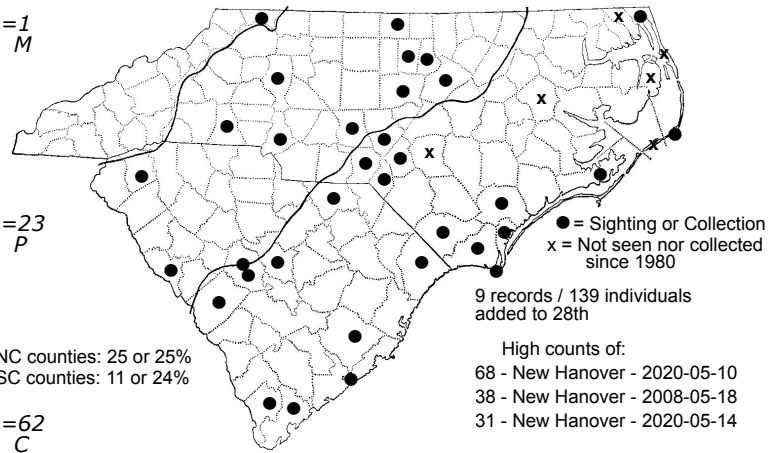 =1
M
=23
P
● = Sighting or Collection
x = Not seen nor collected
since 1980
9 records / 139 individuals
added to 28th
NC counties: 25 or 25%
SC counties: 11 or 24%
High counts of:
68 - New Hanover - 2020-05-10
38 - New Hanover - 2008-05-18
31 - New Hanover - 2020-05-14
=62
C